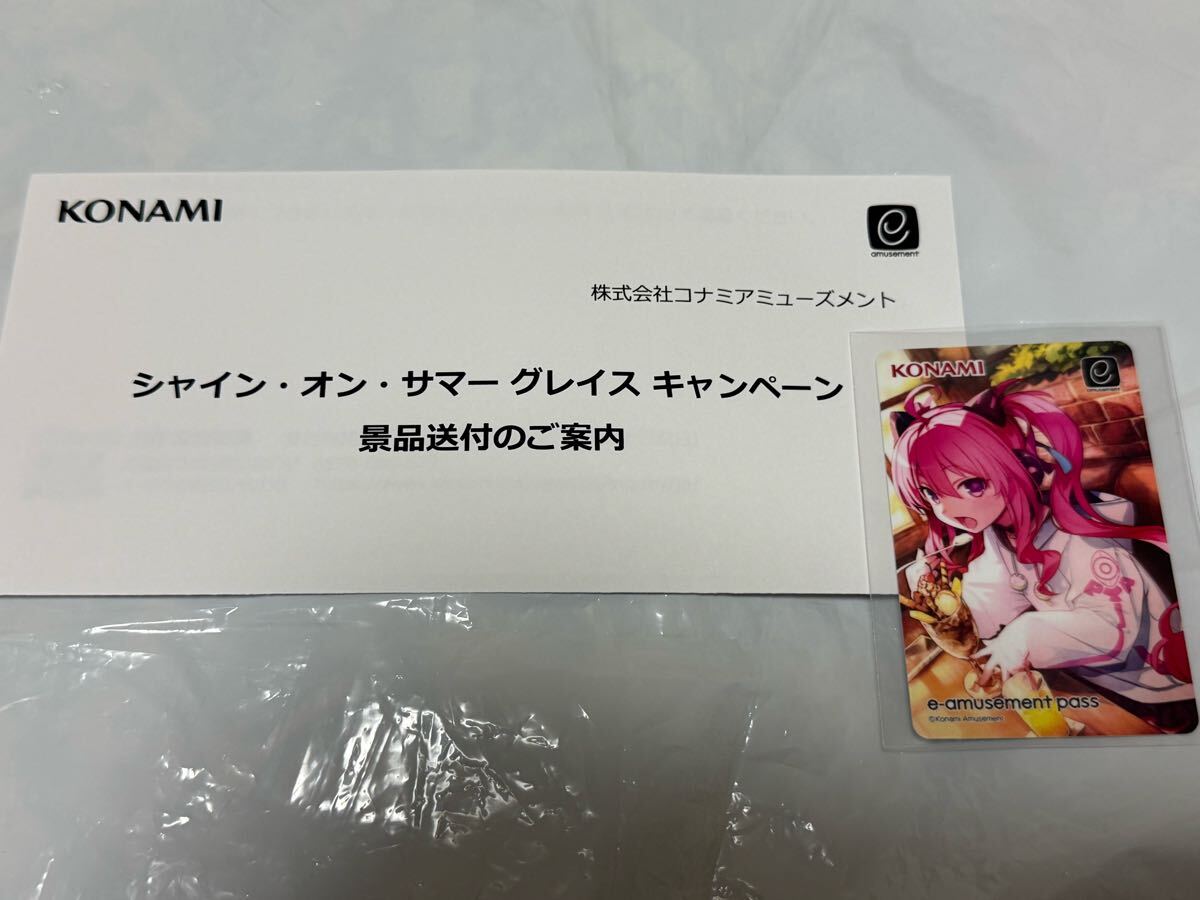 KONAMI
amusement
株式会社コナミアミューズメント
シャイン・オン・サマー グレイス キャンペーン
景品送付のご案内
KONAMI
amusement
e-amusement pass
©Konami Amusement